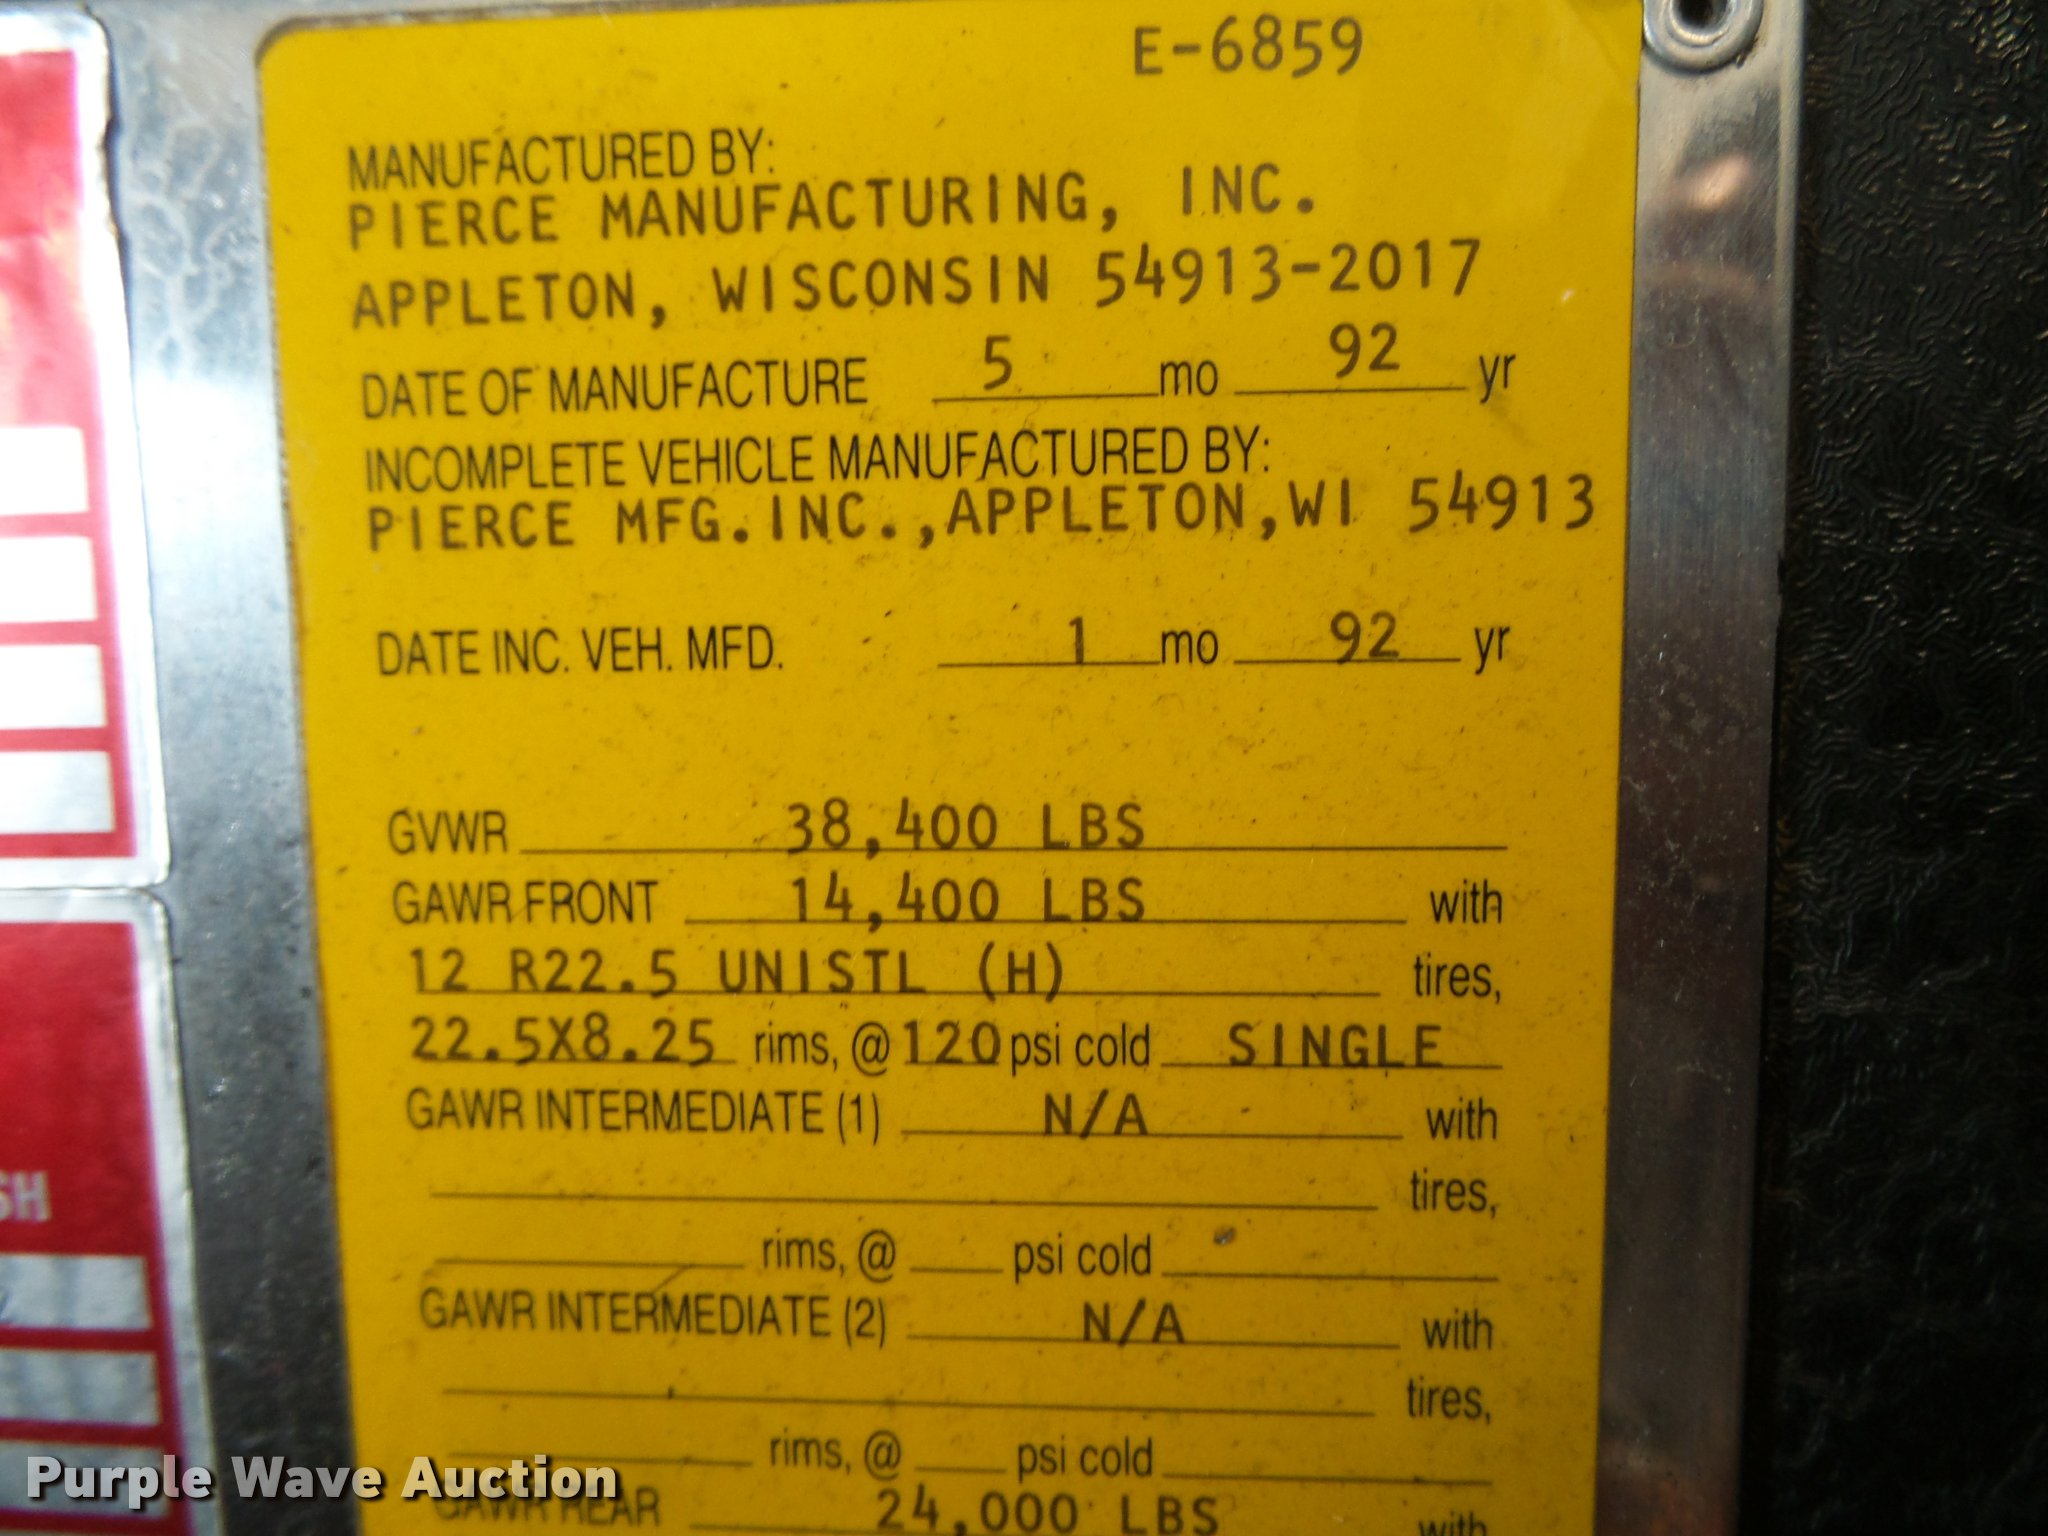 E-6859
MANUFACTURED BY:
PIERCE MANUFACTURING, INC.
APPLETON, WISCONSIN 54913-2017
DATE OF MANUFACTURE 5 mo 92 yr
INCOMPLETE VEHICLE MANUFACTURED BY:
PIERCE MFG.INC.,APPLETON,WI 54913
DATE INC. VEH. MFD. 1 mo 92 yr
GVWR 38,400 LBS
GAWR FRONT 14,400 LBS with
12 R22.5 UNISTL (H) tires,
22.5X8.25 rims, @ 120 psi cold SINGLE
GAWR INTERMEDIATE (1) N/A with
tires,
rims, @ psi cold
GAWR INTERMEDIATE (2) N/A with
tires,
rims, @ psi cold
GAWR REAR 24,000 LBS with
SH
Purple Wave Auction